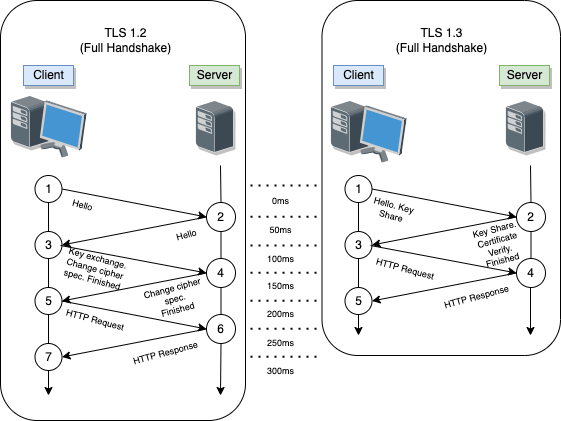 TLS 1.2
(Full Handshake)
Client
Server
1
Hello
2
Hello
3
Key exchange.
Change cipher
spec. Finished
4
Change cipher
spec.
Finished
5
HTTP Request
6
HTTP Response
7
0ms
50ms
100ms
150ms
200ms
250ms
300ms
TLS 1.3
(Full Handshake)
Client
Server
1
Hello. Key
Share
2
Key Share.
Certificate
Verify.
Finished
3
HTTP Request
4
HTTP Response
5